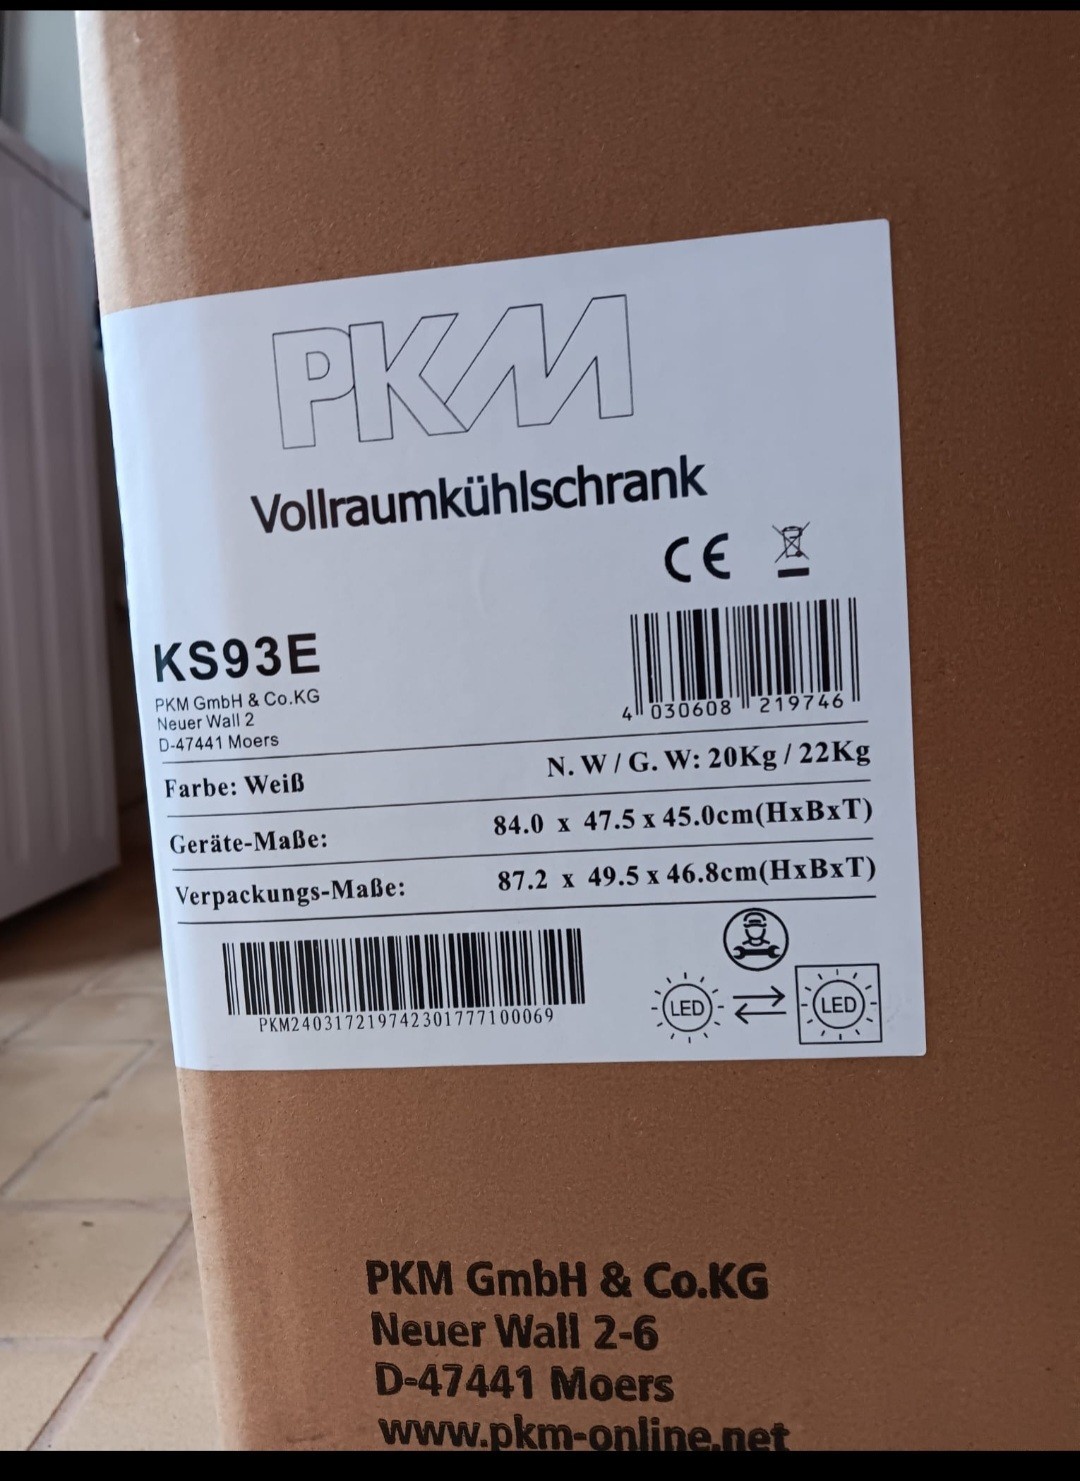 PKM
Vollraumkühlschrank
CE
KS93E
PKM GmbH & Co.KG
Neuer Wall 2
D-47441 Moers
4 030608 219746
Farbe: Weiß N. W / G. W: 20Kg / 22Kg
Geräte-Maße: 84.0 x 47.5 x 45.0cm(HxBxT)
Verpackungs-Maße: 87.2 x 49.5 x 46.8cm(HxBxT)
PKM240317219742301777100069
LED LED
PKM GmbH & Co.KG
Neuer Wall 2-6
D-47441 Moers
www.pkm-online.net